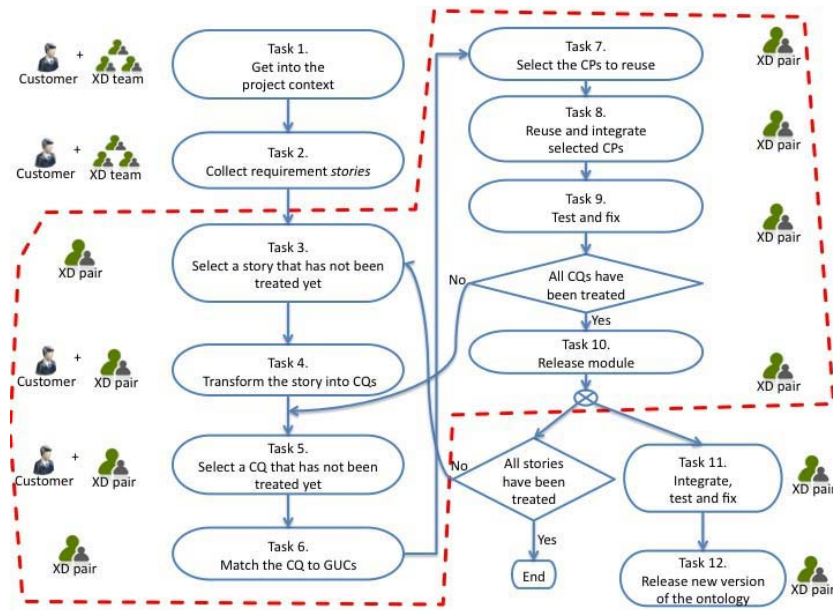 Customer
+
XD team
Task 1.
Get into the
project context
Customer
+
XD team
Task 2.
Collect requirement stories
XD pair
Task 3.
Select a story that has not been
treated yet
Customer
+
XD pair
Task 4.
Transform the story into CQs
Customer
+
XD pair
Task 5.
Select a CQ that has not been
treated yet
XD pair
Task 6.
Match the CQ to GUCs
Task 7.
Select the CPs to reuse
XD pair
Task 8.
Reuse and integrate
selected CPs
XD pair
Task 9.
Test and fix
XD pair
No
All CQs have
been treated
Yes
Task 10.
Release module
XD pair
No
All stories
have been
treated
Yes
End
Task 11.
Integrate,
test and fix
XD pair
Task 12.
Release new version
of the ontology
XD pair